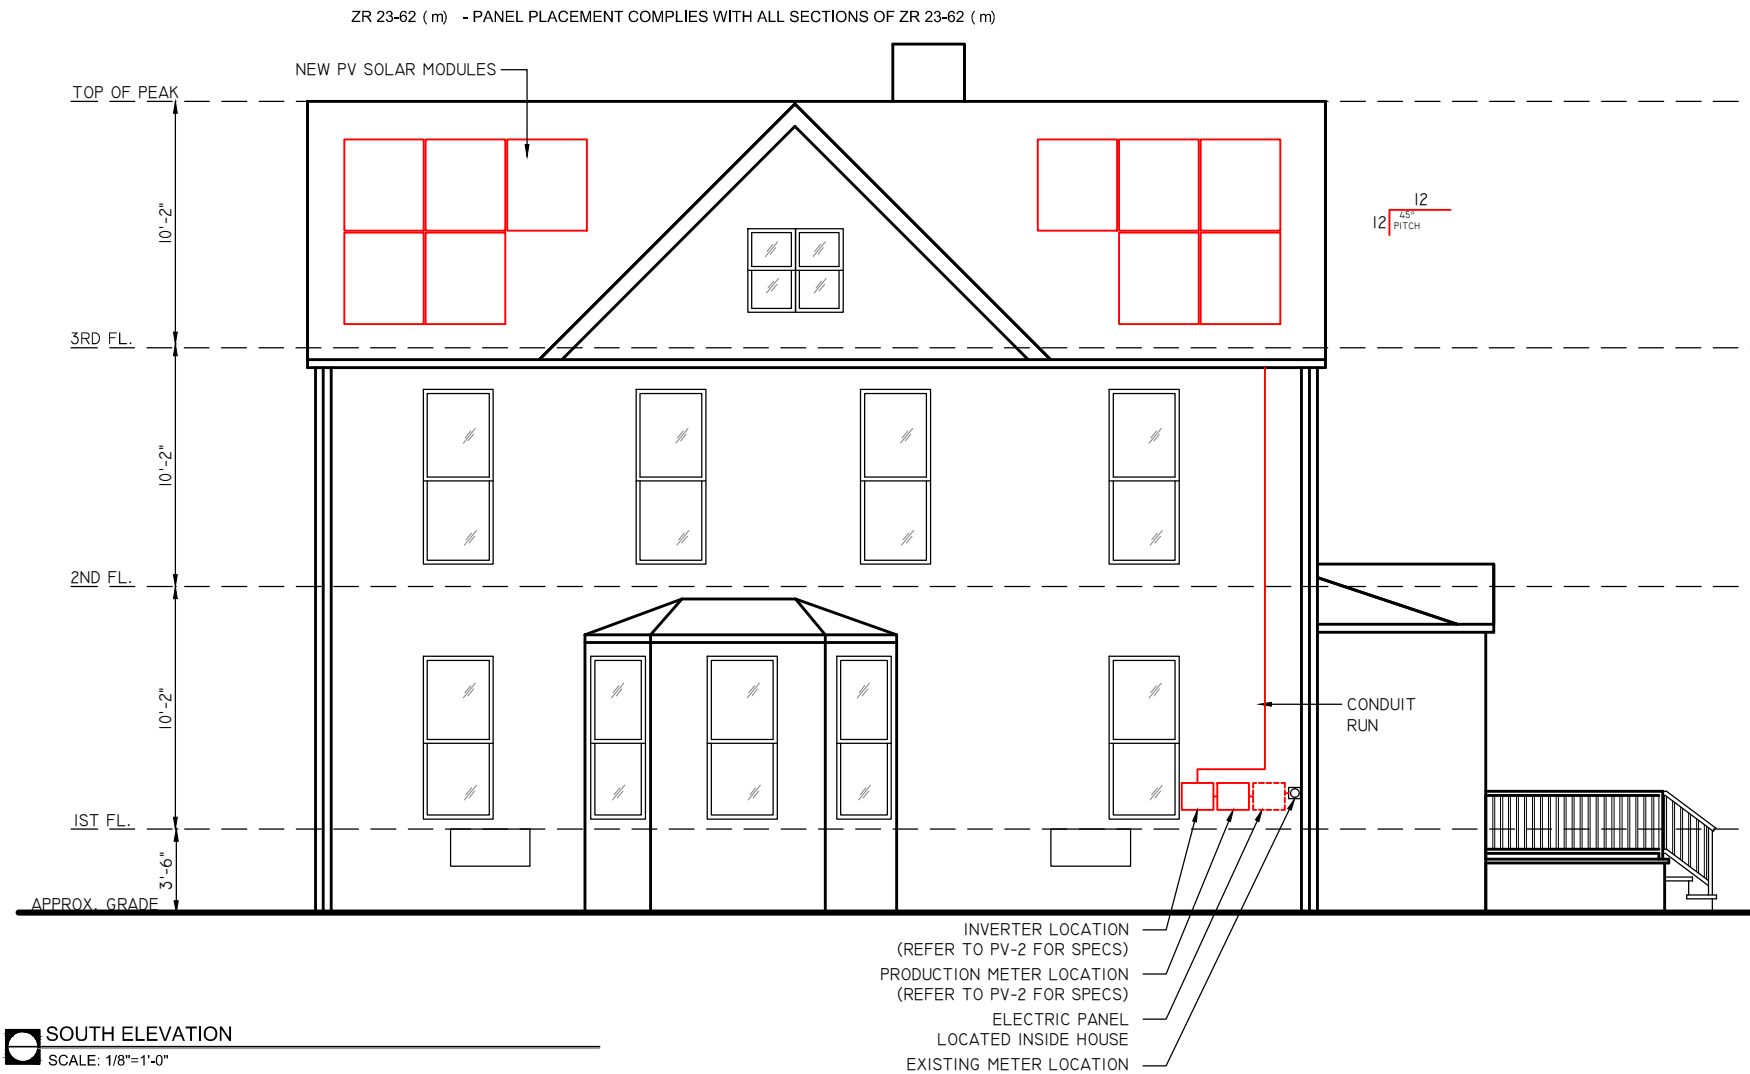 ZR 23-62 ( m)   - PANEL PLACEMENT COMPLIES WITH ALL SECTIONS OF ZR 23-62 ( m)
NEW PV SOLAR MODULES
TOP OF PEAK
10'-2"
12
12
45°
PITCH
3RD FL.
10'-2"
2ND FL.
10'-2"
CONDUIT
RUN
1ST FL.
3'-6"
APPROX. GRADE
INVERTER LOCATION
(REFER TO PV-2 FOR SPECS)
PRODUCTION METER LOCATION
(REFER TO PV-2 FOR SPECS)
ELECTRIC PANEL
LOCATED INSIDE HOUSE
EXISTING METER LOCATION
SOUTH ELEVATION
SCALE: 1/8"=1'-0"